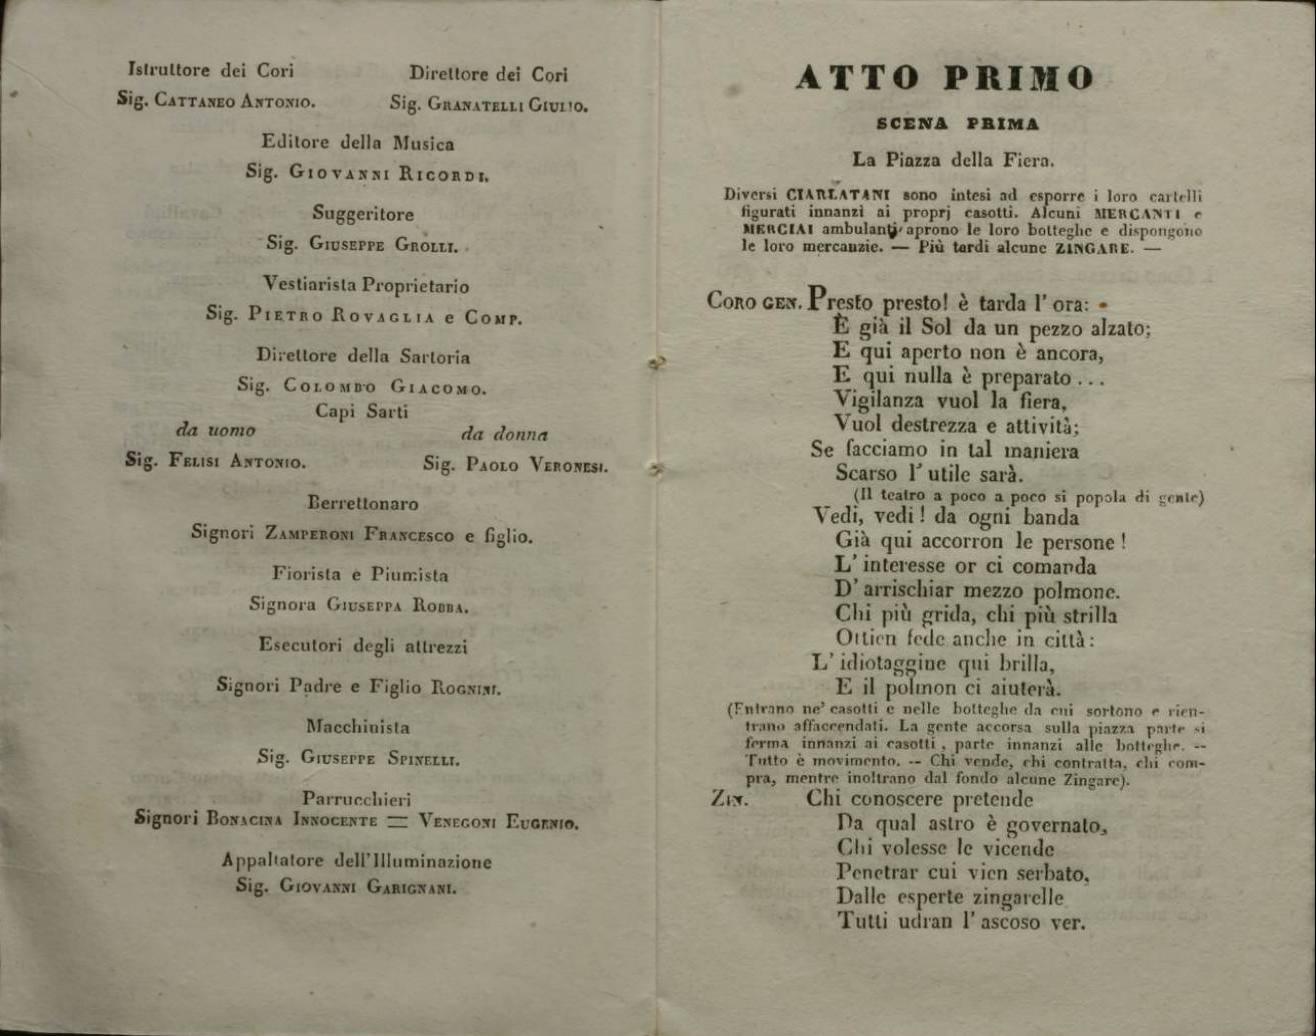 Istruttore dei Cori
Direttore dei Cori
Sig. CATTANEO ANTONIO.
Sig. GRANATELLI GIULIO.
Editore della Musica
Sig. GIOVANNI RICORDI.
Suggeritore
Sig. GIUSEPPE GROLLI.
Vestiarista Proprietario
Sig. PIETRO ROVAGLIA e COMP.
Direttore della Sartoria
Sig. COLOMBO GIACOMO.
Capi Sarti
da uomo
da donna
Sig. FELISI ANTONIO.
Sig. PAOLO VERONESI.
Berrettonaro
Signori ZAMPERONI FRANCESCO e figlio.
Fiorista e Piumista
Signora GIUSEPPA ROBBA.
Esecutori degli attrezzi
Signori Padre e Figlio ROGNINI.
Macchinista
Sig. GIUSEPPE SPINELLI.
Parrucchieri
Signori BONACINA INNOCENTE = VENEGONI EUGENIO.
Appaltatore dell'Illuminazione
Sig. GIOVANNI GARIGNANI.
ATTO PRIMO
SCENA PRIMA
La Piazza della Fiera.
Diversi CIARLATANI sono intesi ad esporre i loro cartelli
figurati innanzi ai proprj casotti. Alcuni MERCANTI e
MERCIAI ambulanti aprono le loro botteghe e dispongono
le loro mercanzie. — Più tardi alcune ZINGARE. —
CORO GEN. Presto presto! è tarda l' ora:
È già il Sol da un pezzo alzato;
E qui aperto non è ancora,
E qui nulla è preparato...
Vigilanza vuol la fiera,
Vuol destrezza e attività;
Se facciamo in tal maniera
Scarso l' utile sarà.
(Il teatro a poco a poco si popola di gente)
Vedi, vedi! da ogni banda
Già qui accorron le persone!
L' interesse or ci comanda
D' arrischiar mezzo polmone.
Chi più grida, chi più strilla
Ottien fede anche in città:
L' idiotaggine qui brilla,
E il polmon ci aiuterà.
(Entrano ne' casotti e nelle botteghe da cui sortono e rien-
trano affaccendati. La gente accorsa sulla piazza parte si
ferma innanzi ai casotti, parte innanzi alle botteghe. --
Tutto è movimento. -- Chi vende, chi contratta, chi com-
pra, mentre inoltrano dal fondo alcune Zingare).
ZIN. Chi conoscere pretende
Da qual astro è governato,
Chi volesse le vicende
Penetrar cui vien serbato,
Dalle esperte zingarelle
Tutti udran l' ascoso ver.